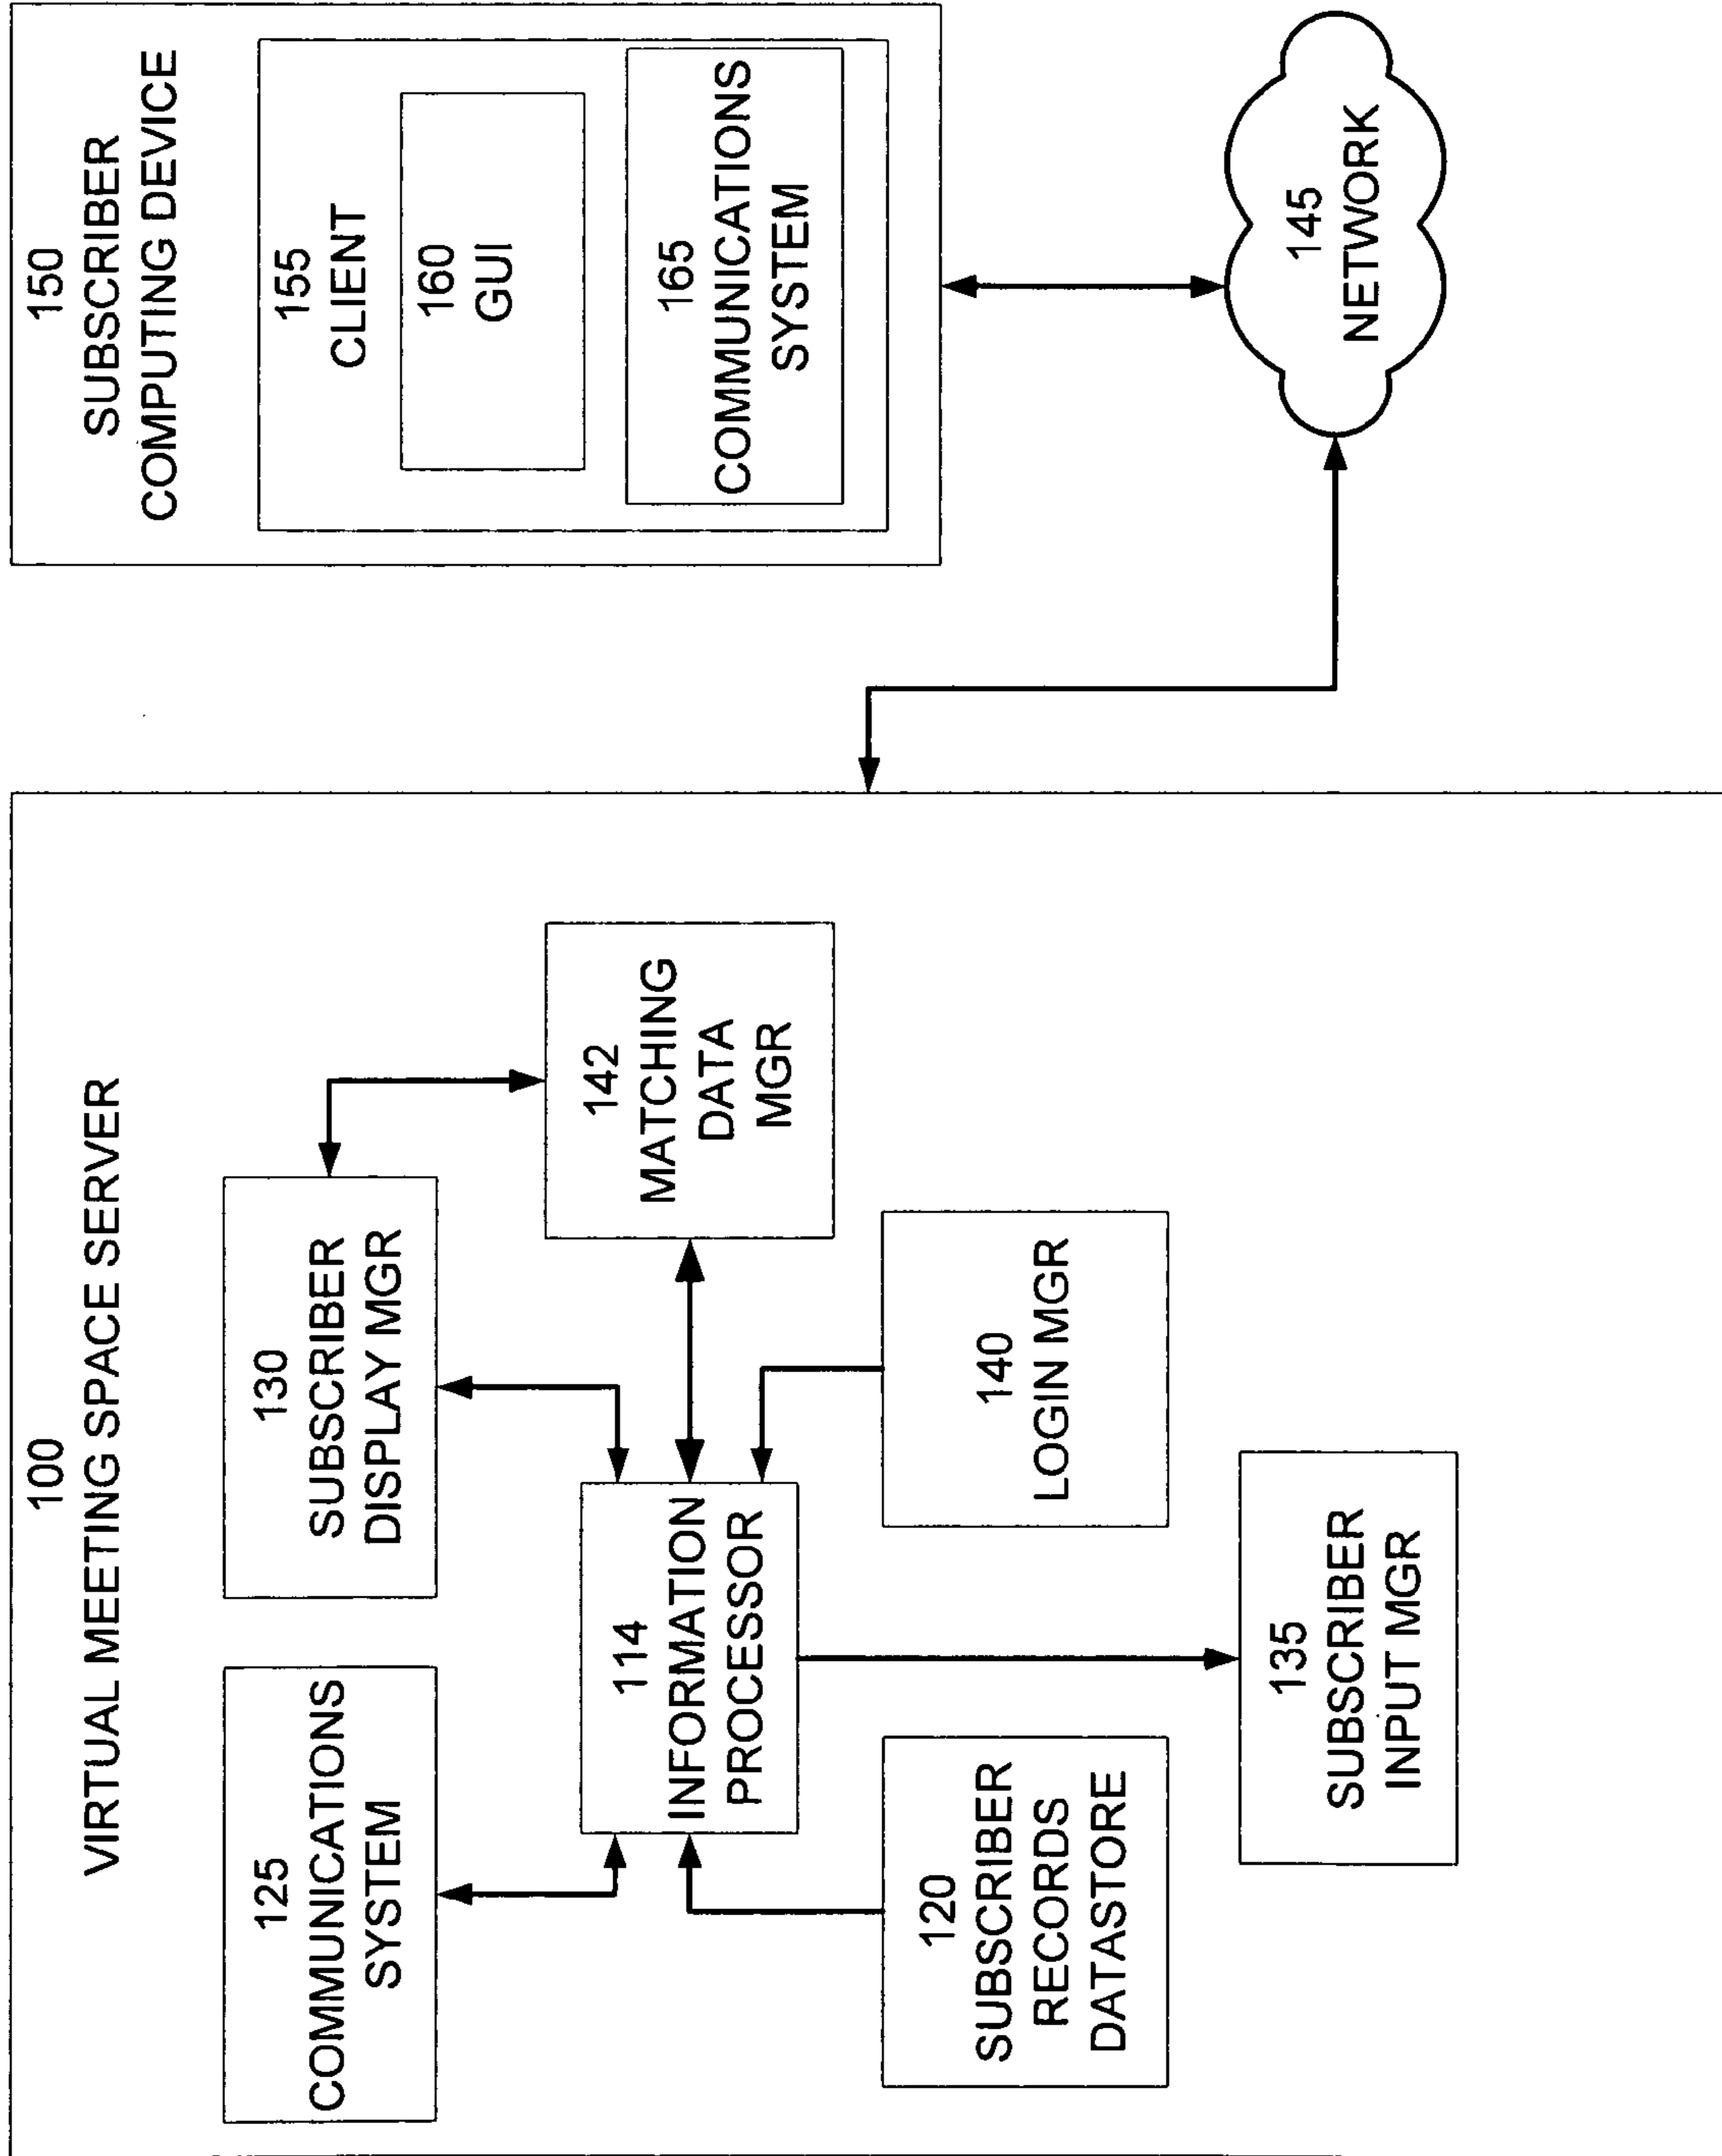 100
VIRTUAL MEETING SPACE SERVER
125
COMMUNICATIONS
SYSTEM
130
SUBSCRIBER
DISPLAY MGR
114
INFORMATION
PROCESSOR
142
MATCHING
DATA
MGR
120
SUBSCRIBER
RECORDS
DATASTORE
140
LOGIN MGR
135
SUBSCRIBER
INPUT MGR
150
SUBSCRIBER
COMPUTING DEVICE
155
CLIENT
160
GUI
165
COMMUNICATIONS
SYSTEM
145
NETWORK